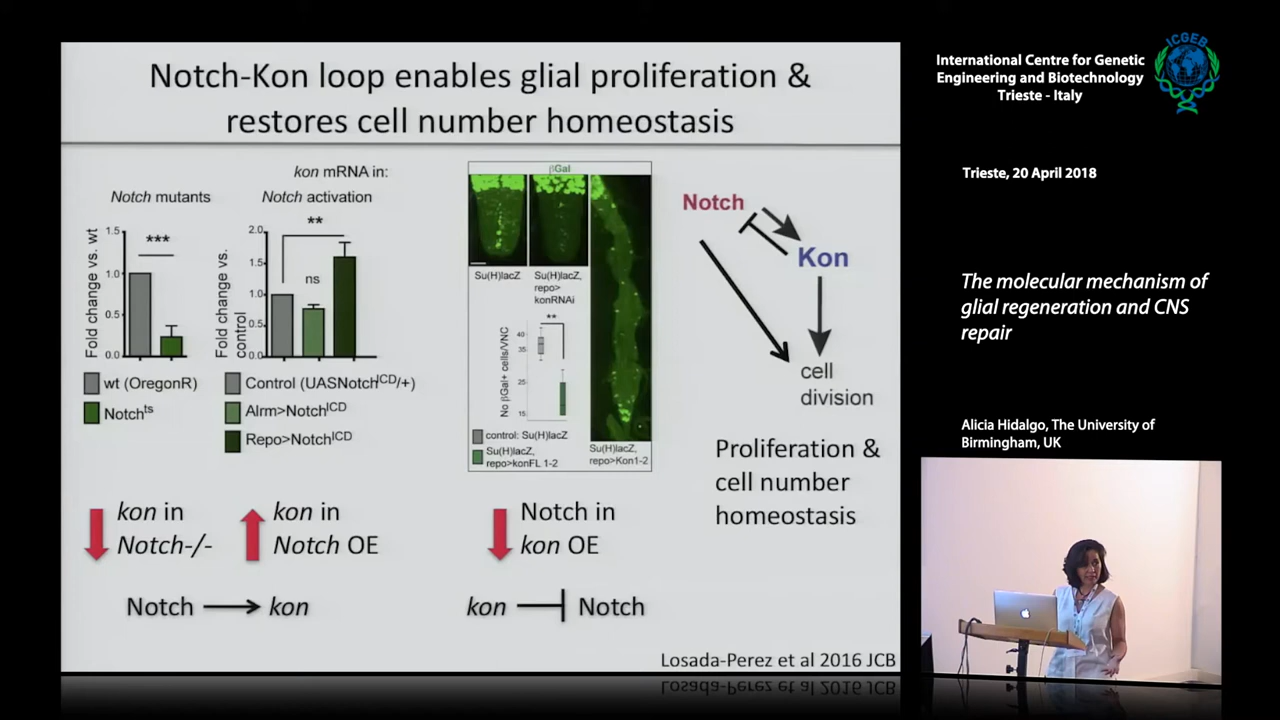 Notch-Kon loop enables glial proliferation &
restores cell number homeostasis
kon mRNA in:
Notch mutants
Notch activation
Fold change vs. wt
1.5
1.0
0.5
0.0
***
wt (OregonR)
Notchts
Fold change vs.
control
2.0
1.5
1.0
0.5
0.0
**
ns
Control (UASNotchICD/+)
Alrm>NotchICD
Repo>NotchICD
βGal
Su(H)lacZ
Su(H)lacZ,
repo>
konRNAi
No βGal+ cells/VNC
**
40
35
25
15
control: Su(H)lacZ
Su(H)lacZ,
repo>konFL 1-2
Su(H)lacZ,
repo>Kon1-2
Notch
Kon
cell
division
Proliferation &
cell number
homeostasis
kon in
Notch-/-
kon in
Notch OE
Notch in
kon OE
Notch → kon
kon ⊣ Notch
Losada-Perez et al 2016 JCB
International Centre for Genetic
Engineering and Biotechnology
Trieste - Italy
ICGEB
Trieste, 20 April 2018
The molecular mechanism of
glial regeneration and CNS
repair
Alicia Hidalgo, The University of
Birmingham, UK